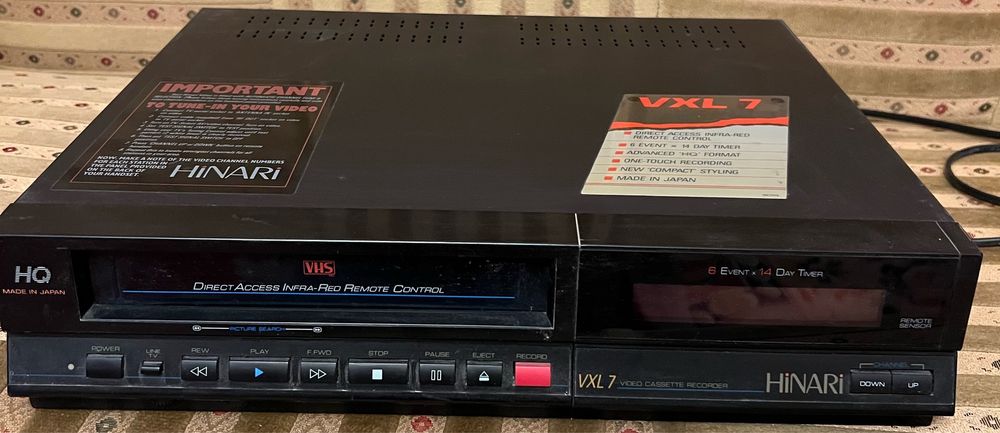 IMPORTANT
TO TUNE-IN YOUR VIDEO
NOW, MAKE A NOTE OF THE VIDEO CHANNEL NUMBERS
FOR EACH STATION IN
THE PANEL PROVIDED
ON THE BACK OF
YOUR HANDSET.
HiNARi
VXL 7
DIRECT ACCESS INFRA-RED
REMOTE CONTROL
6 EVENT × 14 DAY TIMER
ADVANCED 'HQ' FORMAT
ONE-TOUCH RECORDING
NEW 'COMPACT' STYLING
MADE IN JAPAN
HQ
MADE IN JAPAN
VHS
DIRECT ACCESS INFRA-RED REMOTE CONTROL
6 EVENT × 14 DAY TIMER
REMOTE
SENSOR
PICTURE SEARCH
POWER
LINE
TV
REW
PLAY
F.FWD
STOP
PAUSE
EJECT
RECORD
VXL 7 VIDEO CASSETTE RECORDER
HiNARi
CHANNEL
DOWN
UP